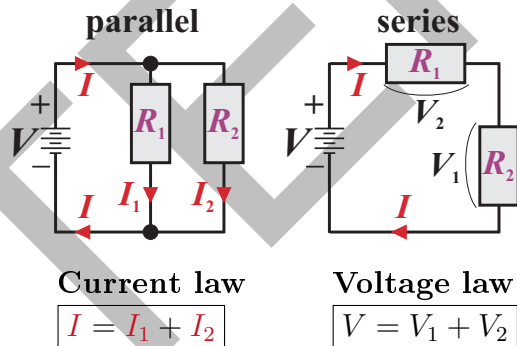 parallel
I
+
V
−
R₁
R₂
I₁
I₂
I
Current law
I = I₁ + I₂
series
I
R₁
V₂
+
V
−
V₁
R₂
I
Voltage law
V = V₁ + V₂